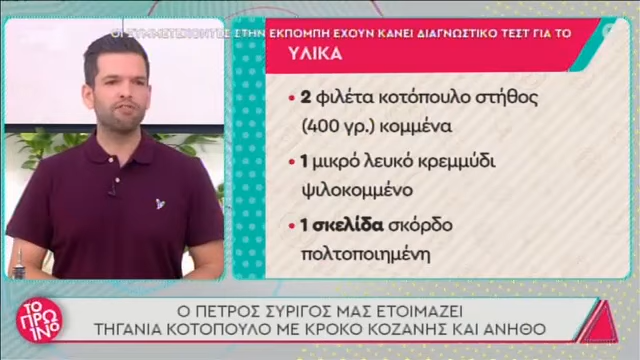 ΟΙ ΣΥΜΜΕΤΕΧΟΝΤΕΣ ΣΤΗΝ ΕΚΠΟΜΠΗ ΕΧΟΥΝ ΚΑΝΕΙ ΔΙΑΓΝΩΣΤΙΚΟ ΤΕΣΤ ΓΙΑ ΤΟ
ΥΛΙΚΑ
• 2 φιλέτα κοτόπουλο στήθος
(400 γρ.) κομμένα
• 1 μικρό λευκό κρεμμύδι
ψιλοκομμένο
• 1 σκελίδα σκόρδο
πολτοποιημένη
ΤΟ
ΠΡΩ
ΙΝΟ
Ο ΠΕΤΡΟΣ ΣΥΡΙΓΟΣ ΜΑΣ ΕΤΟΙΜΑΖΕΙ
ΤΗΓΑΝΙΑ ΚΟΤΟΠΟΥΛΟ ΜΕ ΚΡΟΚΟ ΚΟΖΑΝΗΣ ΚΑΙ ΑΝΗΘΟ